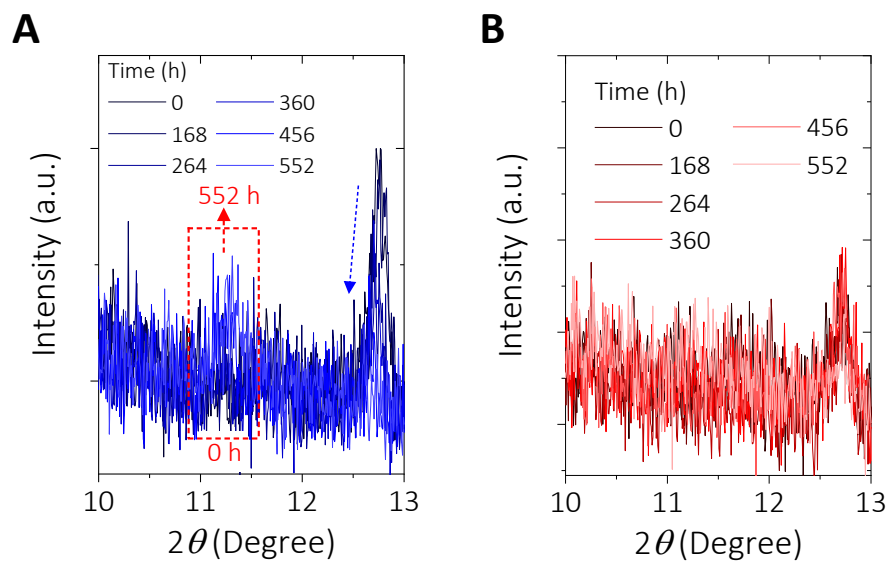 A
Time (h)
0 360
168 456
264 552
552 h
0 h
Intensity (a.u.)
10 11 12 13
2θ (Degree)
B
Time (h)
0 456
168 552
264
360
Intensity (a.u.)
10 11 12 13
2θ (Degree)